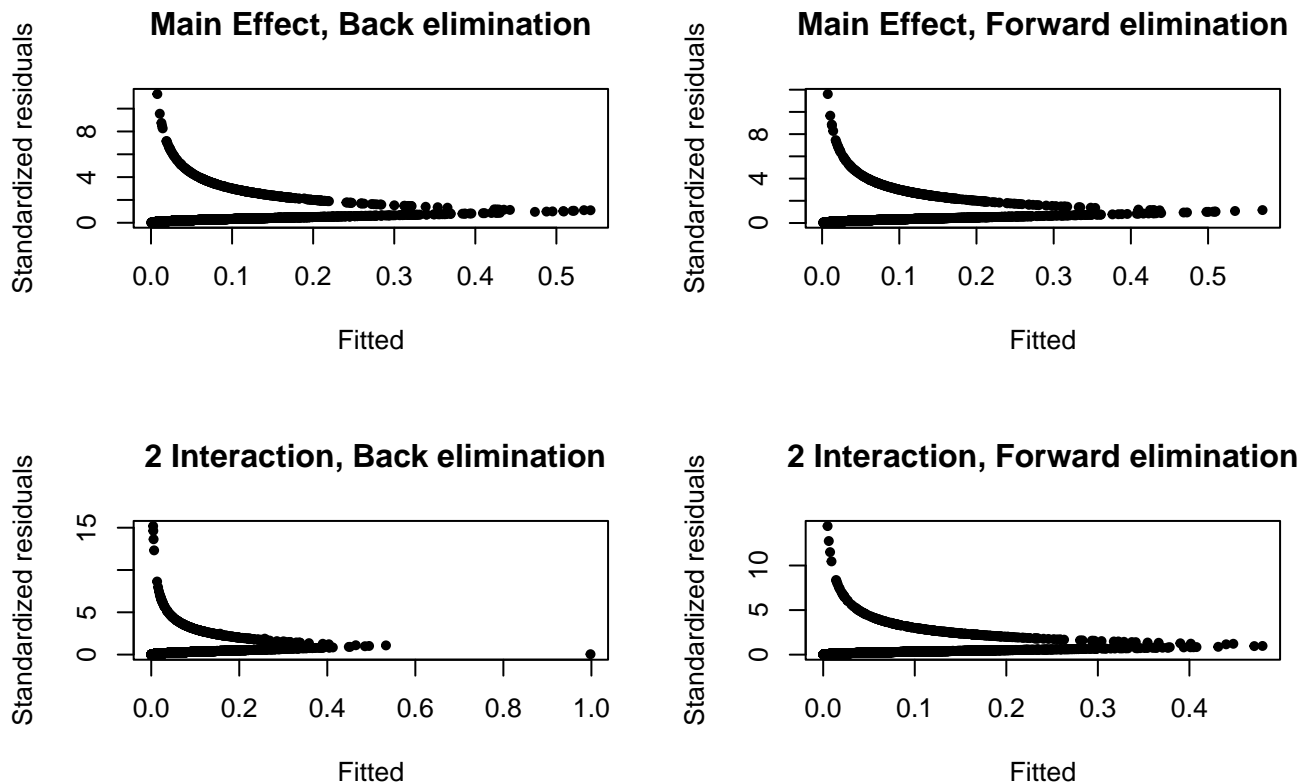 Main Effect, Back elimination
Standardized residuals
0 4 8
0.0 0.1 0.2 0.3 0.4 0.5
Fitted
Main Effect, Forward elimination
Standardized residuals
0 4 8
0.0 0.1 0.2 0.3 0.4 0.5
Fitted
2 Interaction, Back elimination
Standardized residuals
0 5 15
0.0 0.2 0.4 0.6 0.8 1.0
Fitted
2 Interaction, Forward elimination
Standardized residuals
0 5 10
0.0 0.1 0.2 0.3 0.4
Fitted